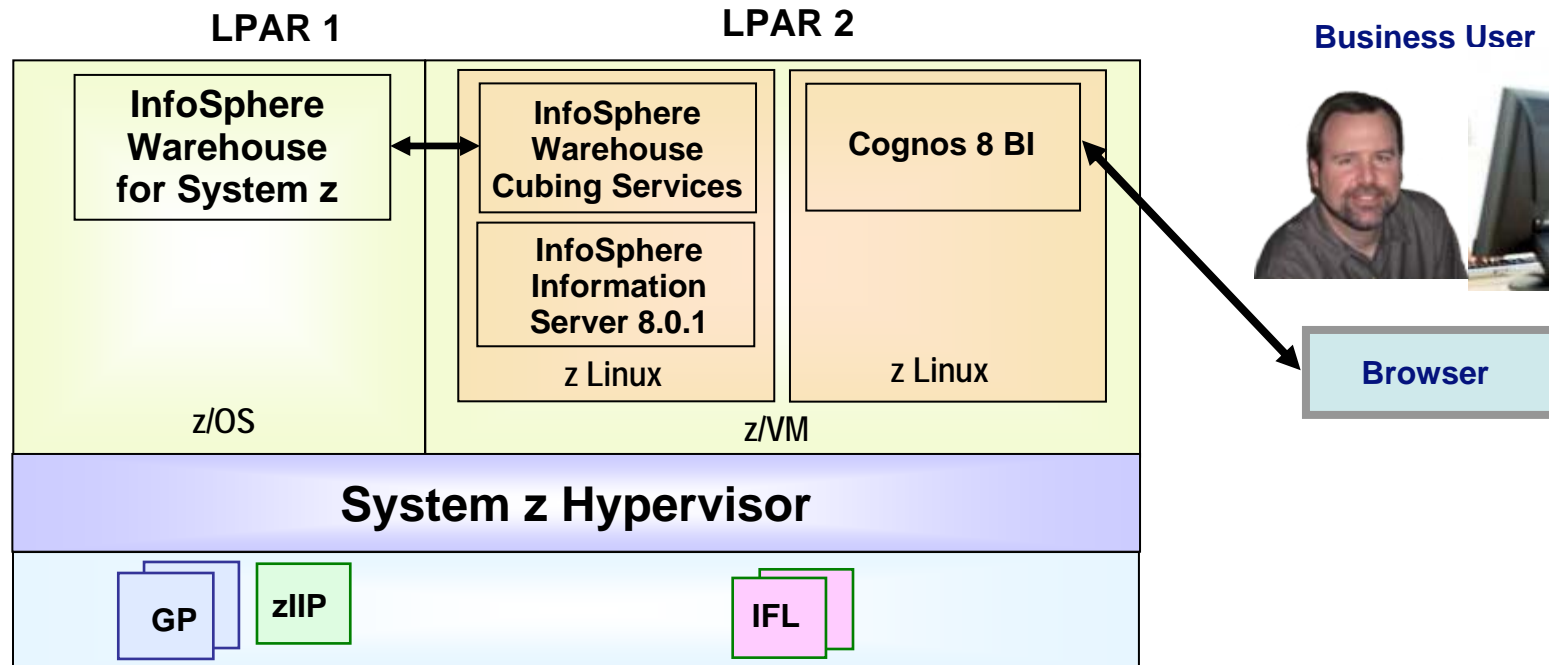 LPAR 1
LPAR 2
Business User
InfoSphere
Warehouse
for System z
InfoSphere
Warehouse
Cubing Services
InfoSphere
Information
Server 8.0.1
z Linux
Cognos 8 BI
z Linux
Browser
z/OS
z/VM
System z Hypervisor
GP
zIIP
IFL